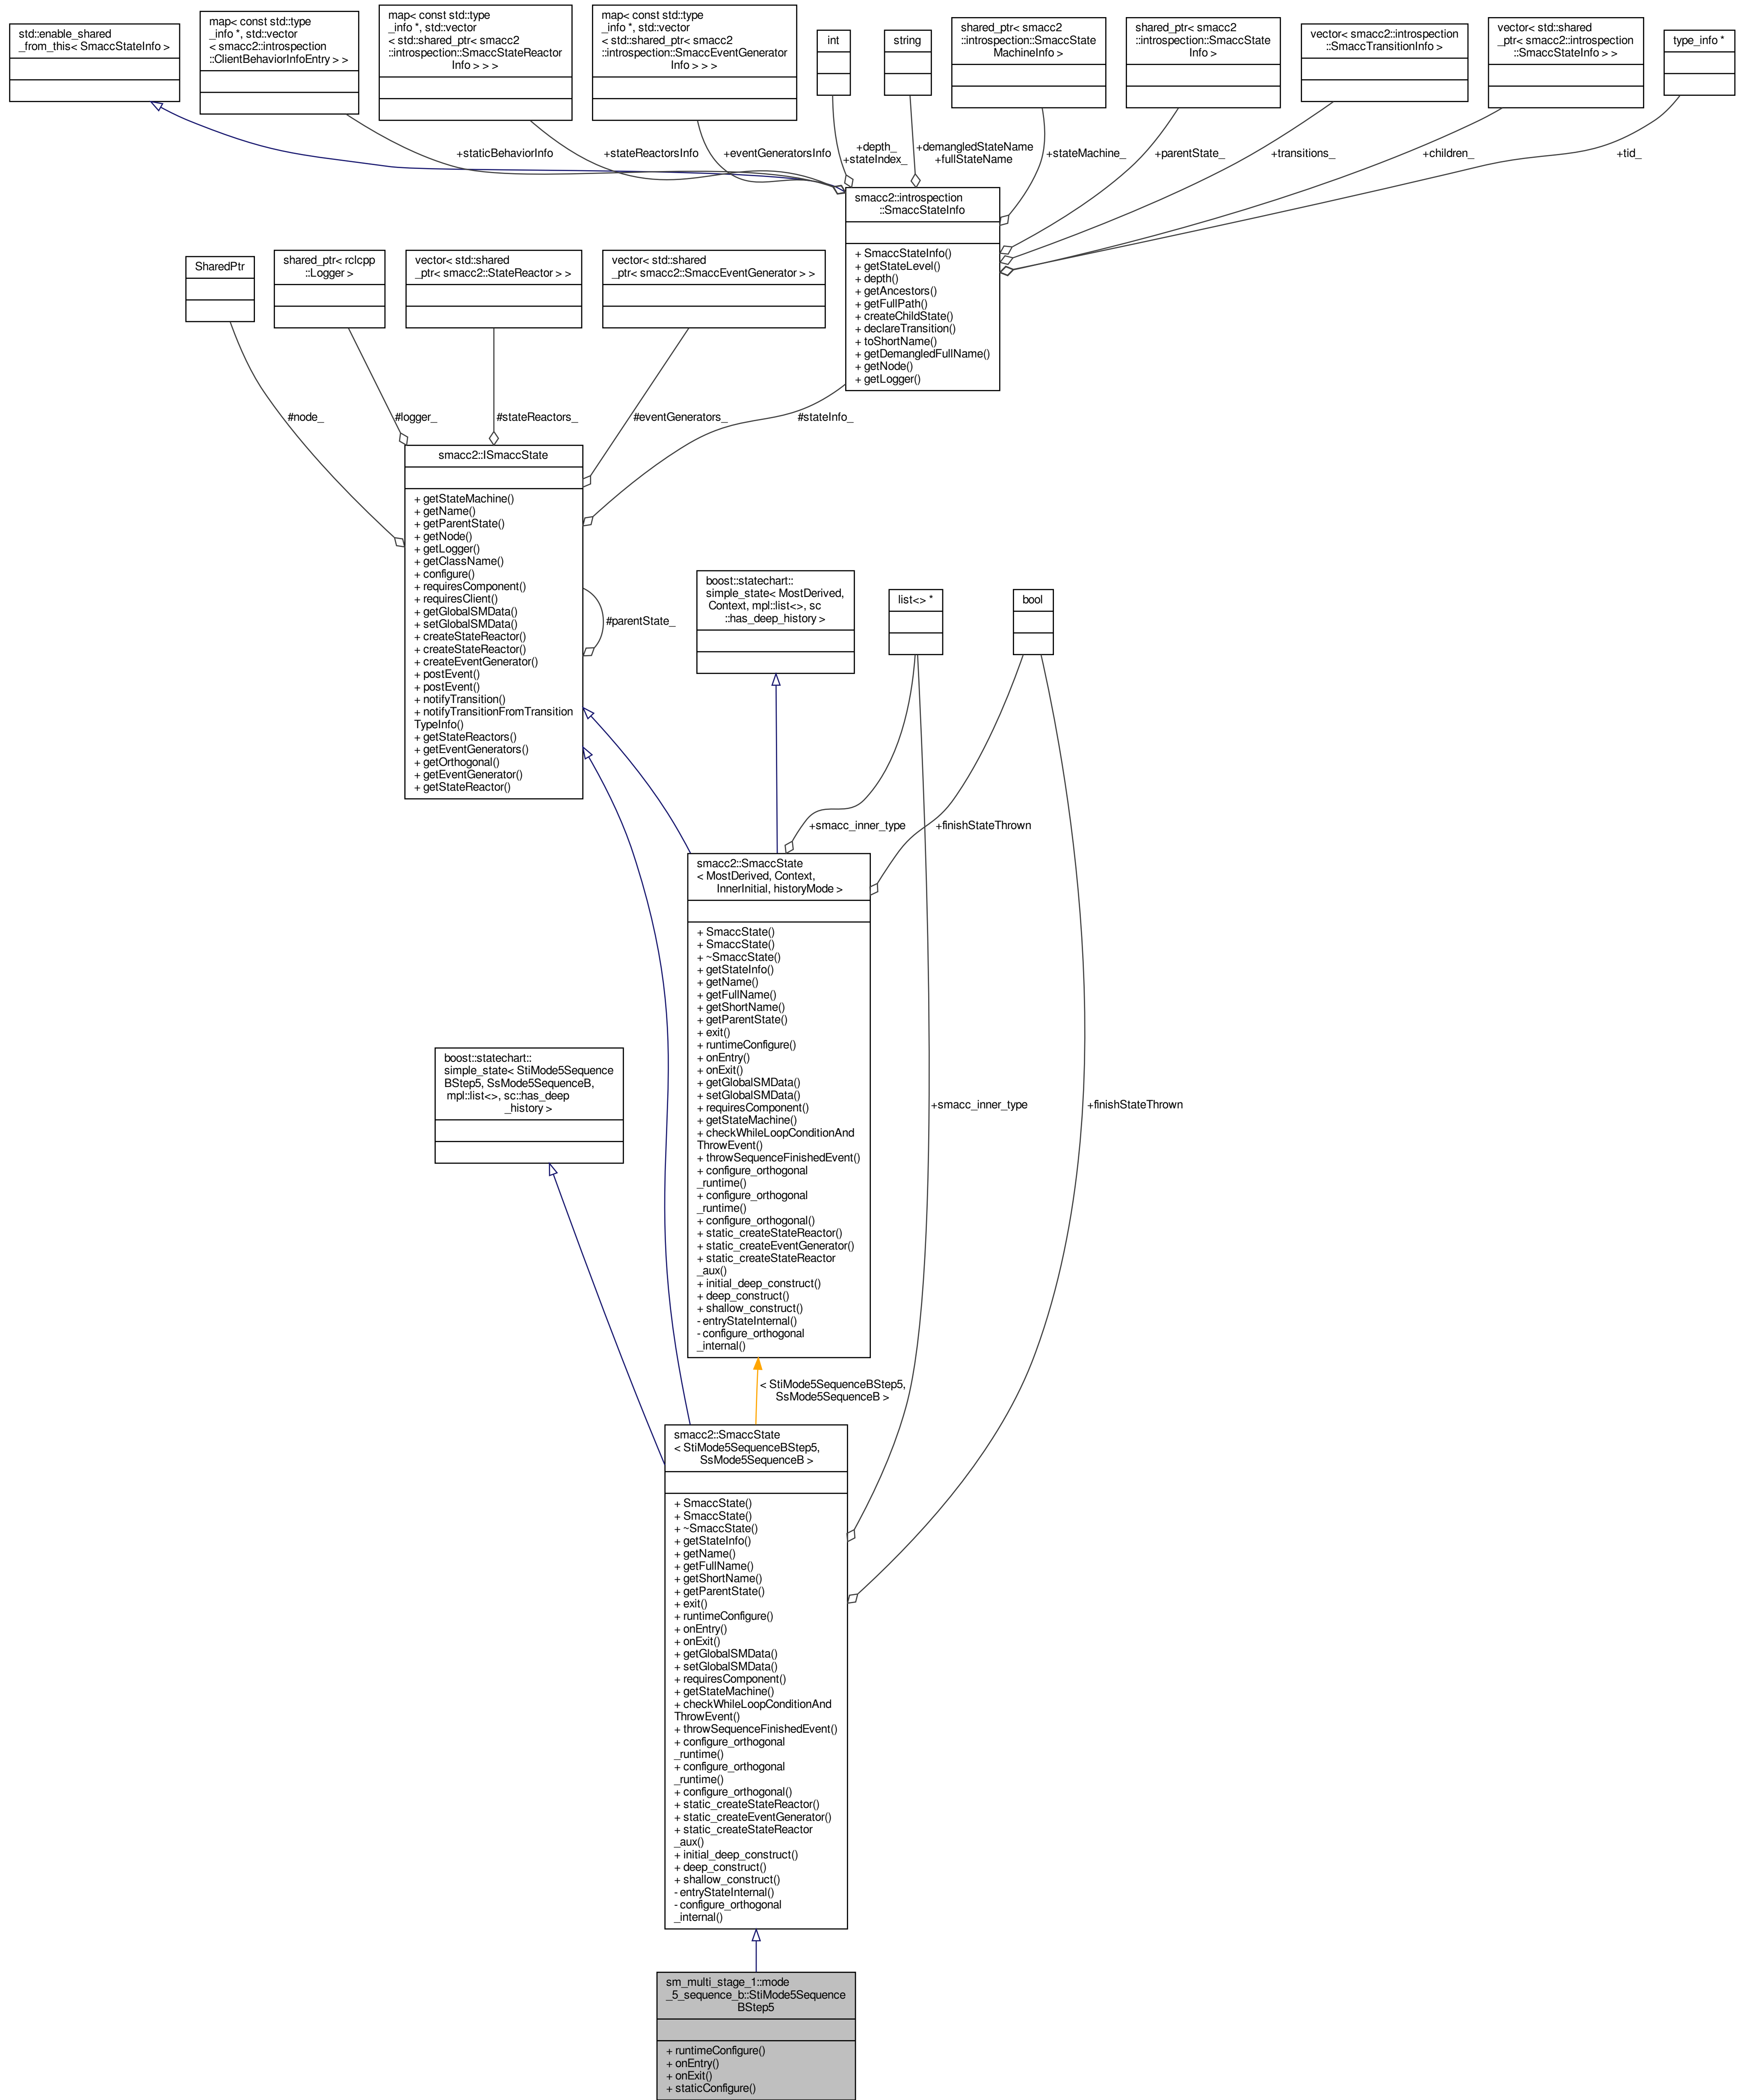 std::enable_shared
_from_this< SmaccStateInfo >
map< const std::type
_info *, std::vector
< smacc2::introspection
::ClientBehaviorInfoEntry > >
map< const std::type
_info *, std::vector
< std::shared_ptr< smacc2
::introspection::SmaccStateReactor
Info > > >
map< const std::type
_info *, std::vector
< std::shared_ptr< smacc2
::introspection::SmaccEventGenerator
Info > > >
int
string
shared_ptr< smacc2
::introspection::SmaccState
MachineInfo >
shared_ptr< smacc2
::introspection::SmaccState
Info >
vector< smacc2::introspection
::SmaccTransitionInfo >
vector< std::shared
_ptr< smacc2::introspection
::SmaccStateInfo > >
type_info *
+staticBehaviorInfo
+stateReactorsInfo
+eventGeneratorsInfo
+depth_
+stateIndex_
+demangledStateName
+fullStateName
+stateMachine_
+parentState_
+transitions_
+children_
+tid_
smacc2::introspection
::SmaccStateInfo
+ SmaccStateInfo()
+ getStateLevel()
+ depth()
+ getAncestors()
+ getFullPath()
+ createChildState()
+ declareTransition()
+ toShortName()
+ getDemangledFullName()
+ getNode()
+ getLogger()
SharedPtr
shared_ptr< rclcpp
::Logger >
vector< std::shared
_ptr< smacc2::StateReactor > >
vector< std::shared
_ptr< smacc2::SmaccEventGenerator > >
#node_
#logger_
#stateReactors_
#eventGenerators_
#stateInfo_
smacc2::ISmaccState
+ getStateMachine()
+ getName()
+ getParentState()
+ getNode()
+ getLogger()
+ getClassName()
+ configure()
+ requiresComponent()
+ requiresClient()
+ getGlobalSMData()
+ setGlobalSMData()
+ createStateReactor()
+ createStateReactor()
+ createEventGenerator()
+ postEvent()
+ postEvent()
+ notifyTransition()
+ notifyTransitionFromTransition
TypeInfo()
+ getStateReactors()
+ getEventGenerators()
+ getOrthogonal()
+ getEventGenerator()
+ getStateReactor()
#parentState_
boost::statechart::
simple_state< MostDerived,
Context, mpl::list<>, sc
::has_deep_history >
list<> *
bool
+smacc_inner_type
+finishStateThrown
smacc2::SmaccState
< MostDerived, Context,
InnerInitial, historyMode >
+ SmaccState()
+ SmaccState()
+ ~SmaccState()
+ getStateInfo()
+ getName()
+ getFullName()
+ getShortName()
+ getParentState()
+ exit()
+ runtimeConfigure()
+ onEntry()
+ onExit()
+ getGlobalSMData()
+ setGlobalSMData()
+ requiresComponent()
+ getStateMachine()
+ checkWhileLoopConditionAnd
ThrowEvent()
+ throwSequenceFinishedEvent()
+ configure_orthogonal
_runtime()
+ configure_orthogonal
_runtime()
+ configure_orthogonal()
+ static_createStateReactor()
+ static_createEventGenerator()
+ static_createStateReactor
_aux()
+ initial_deep_construct()
+ deep_construct()
+ shallow_construct()
- entryStateInternal()
- configure_orthogonal
_internal()
boost::statechart::
simple_state< StiMode5Sequence
BStep5, SsMode5SequenceB,
mpl::list<>, sc::has_deep
_history >
+smacc_inner_type
+finishStateThrown
< StiMode5SequenceBStep5,
SsMode5SequenceB >
smacc2::SmaccState
< StiMode5SequenceBStep5,
SsMode5SequenceB >
+ SmaccState()
+ SmaccState()
+ ~SmaccState()
+ getStateInfo()
+ getName()
+ getFullName()
+ getShortName()
+ getParentState()
+ exit()
+ runtimeConfigure()
+ onEntry()
+ onExit()
+ getGlobalSMData()
+ setGlobalSMData()
+ requiresComponent()
+ getStateMachine()
+ checkWhileLoopConditionAnd
ThrowEvent()
+ throwSequenceFinishedEvent()
+ configure_orthogonal
_runtime()
+ configure_orthogonal
_runtime()
+ configure_orthogonal()
+ static_createStateReactor()
+ static_createEventGenerator()
+ static_createStateReactor
_aux()
+ initial_deep_construct()
+ deep_construct()
+ shallow_construct()
- entryStateInternal()
- configure_orthogonal
_internal()
sm_multi_stage_1::mode
_5_sequence_b::StiMode5Sequence
BStep5
+ runtimeConfigure()
+ onEntry()
+ onExit()
+ staticConfigure()